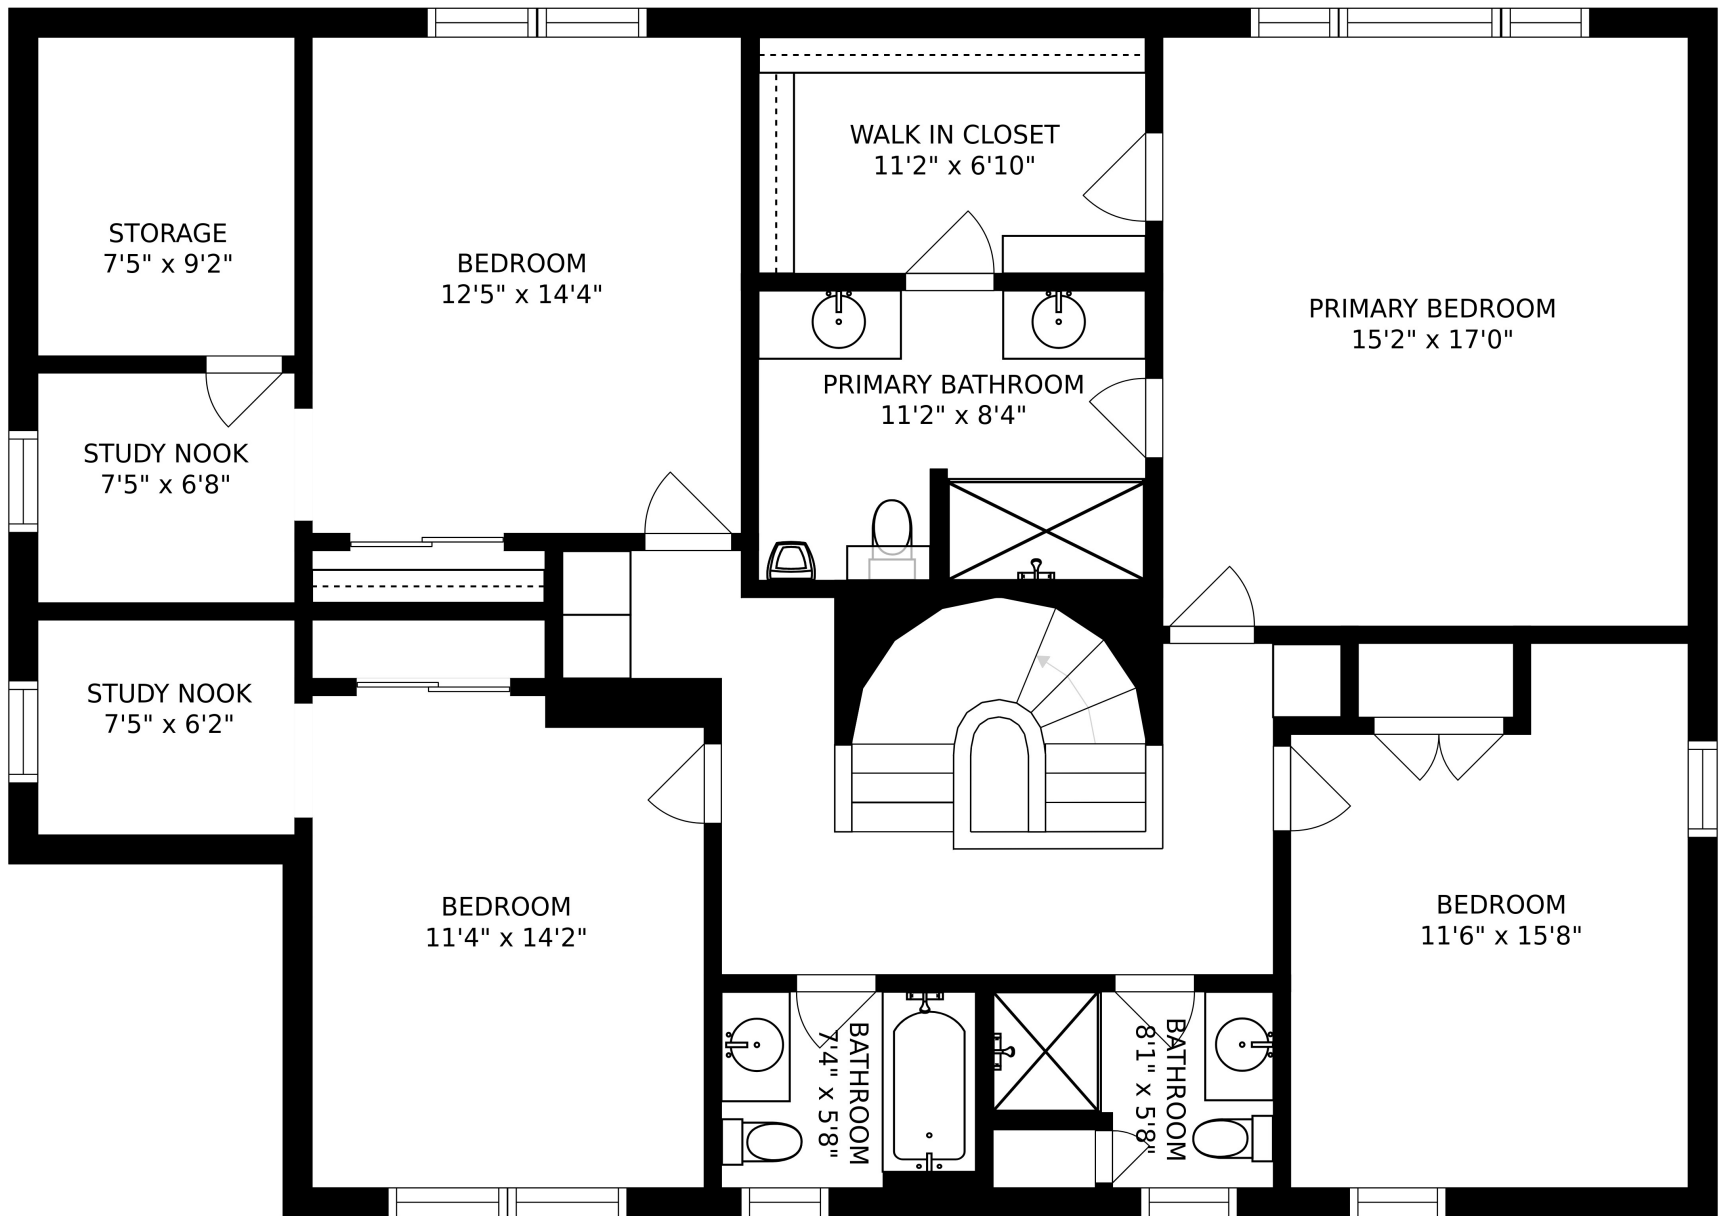 WALK IN CLOSET
11'2" x 6'10"
STORAGE
7'5" x 9'2"
BEDROOM
12'5" x 14'4"
PRIMARY BEDROOM
15'2" x 17'0"
PRIMARY BATHROOM
11'2" x 8'4"
STUDY NOOK
7'5" x 6'8"
STUDY NOOK
7'5" x 6'2"
BEDROOM
11'4" x 14'2"
BEDROOM
11'6" x 15'8"
BATHROOM
7'4" x 5'8"
BATHROOM
8'1" x 5'8"